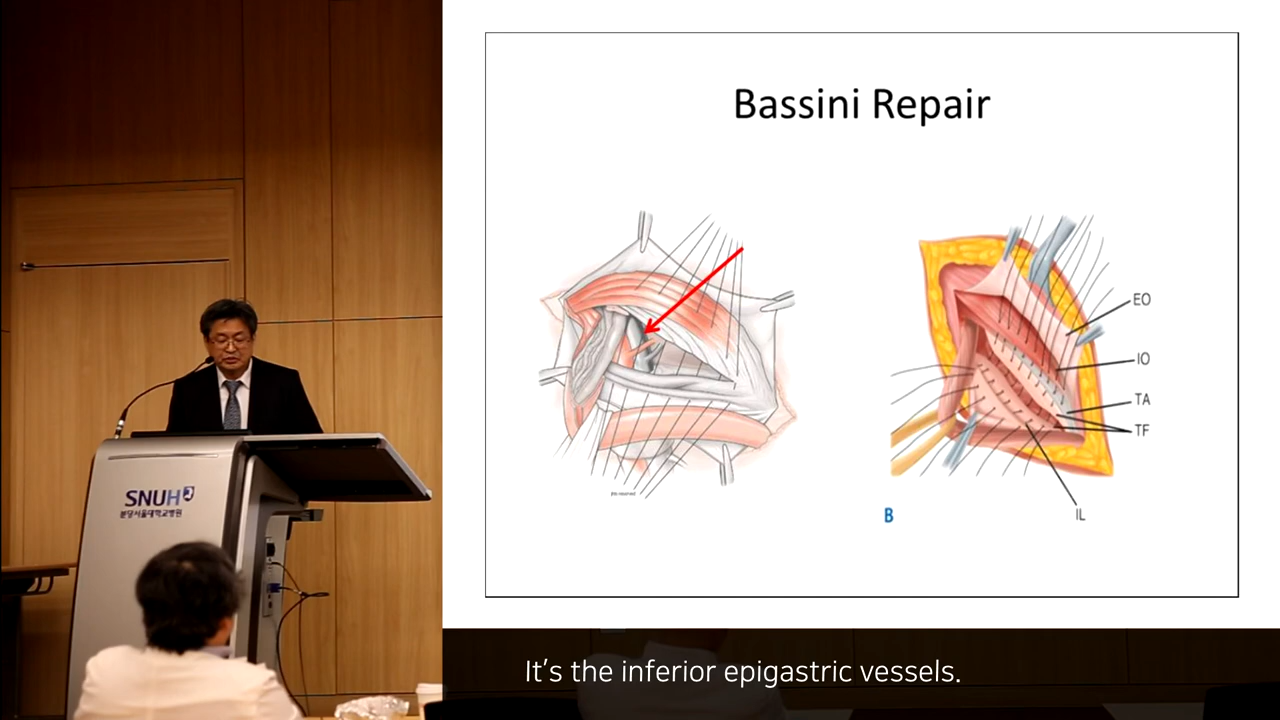 Bassini Repair
EO
IO
TA
TF
IL
B
SNUH
분당서울대학교병원
It's the inferior epigastric vessels.